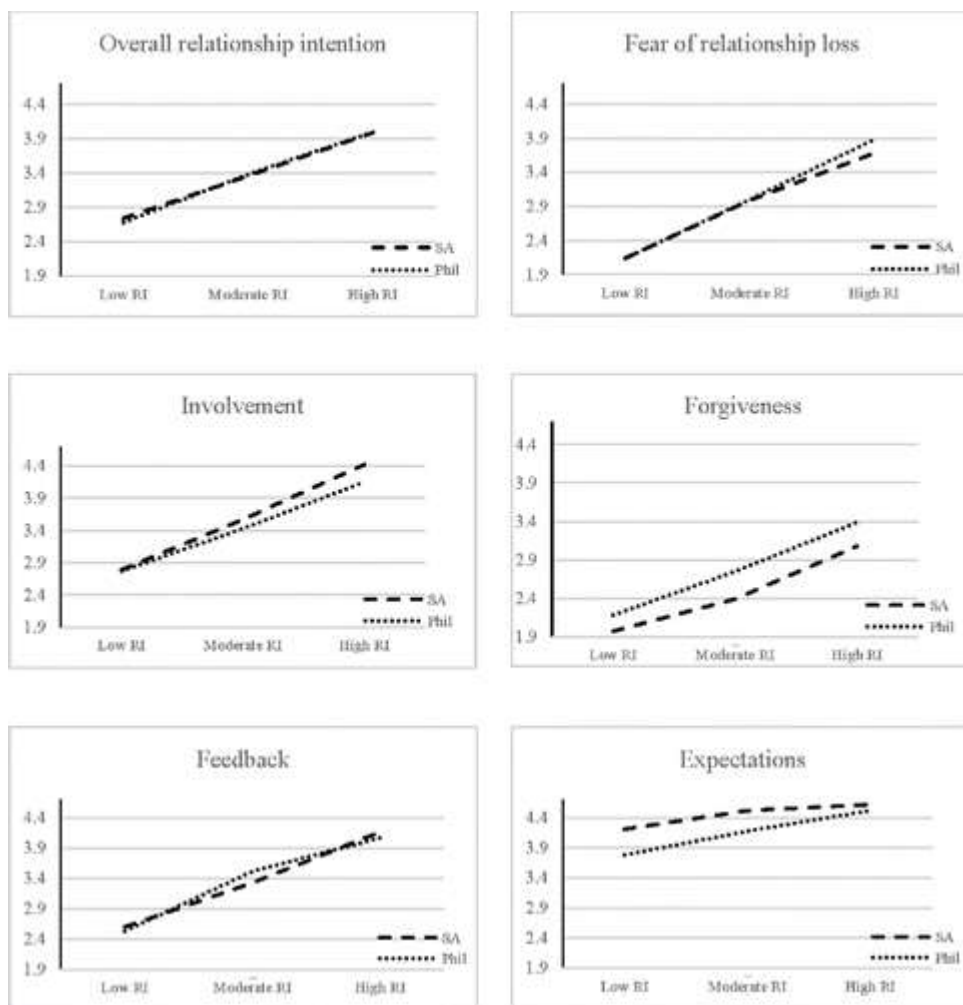 Overall relationship intention
4.4
3.9
3.4
2.9
2.4
1.9
SA
Phil
Low RI Moderate RI High RI
Fear of relationship loss
4.4
3.9
3.4
2.9
2.4
1.9
SA
Phil
Low RI Moderate RI High RI
Involvement
4.4
3.9
3.4
2.9
2.4
1.9
SA
Phil
Low RI Moderate RI High RI
Forgiveness
4.4
3.9
3.4
2.9
2.4
1.9
SA
Phil
Low RI Moderate RI High RI
Feedback
4.4
3.9
3.4
2.9
2.4
1.9
SA
Phil
Low RI Moderate RI High RI
Expectations
4.4
3.9
3.4
2.9
2.4
1.9
SA
Phil
Low RI Moderate RI High RI